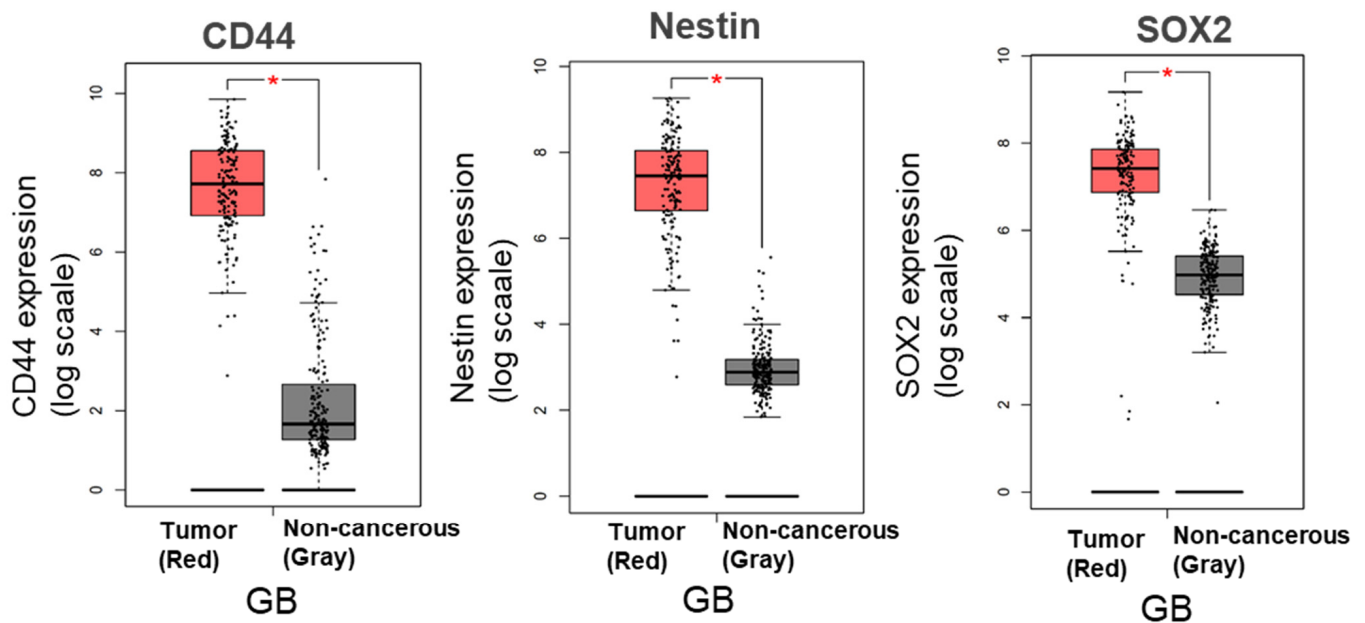 CD44
CD44 expression
(log scaale)
10
8
6
4
2
0
*
Tumor
(Red)
Non-cancerous
(Gray)
GB
Nestin
Nestin expression
(log scaale)
10
8
6
4
2
0
*
Tumor
(Red)
Non-cancerous
(Gray)
GB
SOX2
SOX2 expression
(log scaale)
10
8
6
4
2
0
*
Tumor
(Red)
Non-cancerous
(Gray)
GB